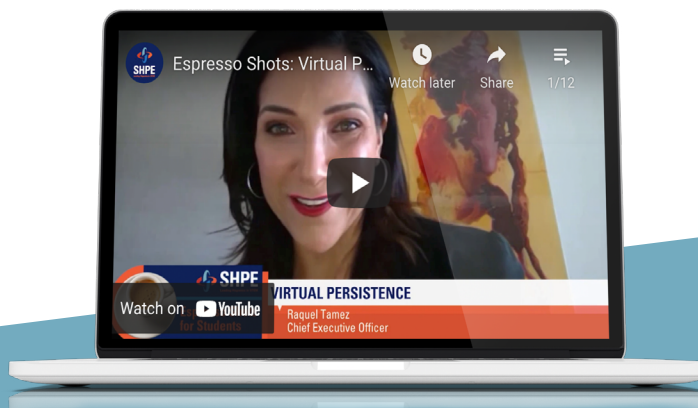 SHPE
Espresso Shots: Virtual P...
Watch later
Share
1/12
SHPE
VIRTUAL PERSISTENCE
Watch on YouTube
for Students
Raquel Tamez
Chief Executive Officer